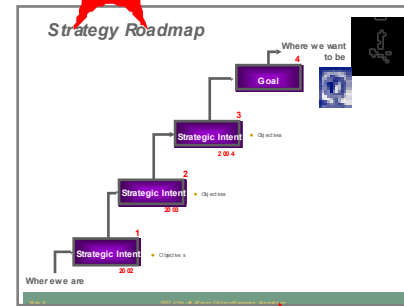 Strategy Roadmap
Where we want
to be
4
Goal
3
Strategic Intent
Objectives
2004
2
Strategic Intent
Objectives
2003
1
Strategic Intent
Objectives
2002
Where we are